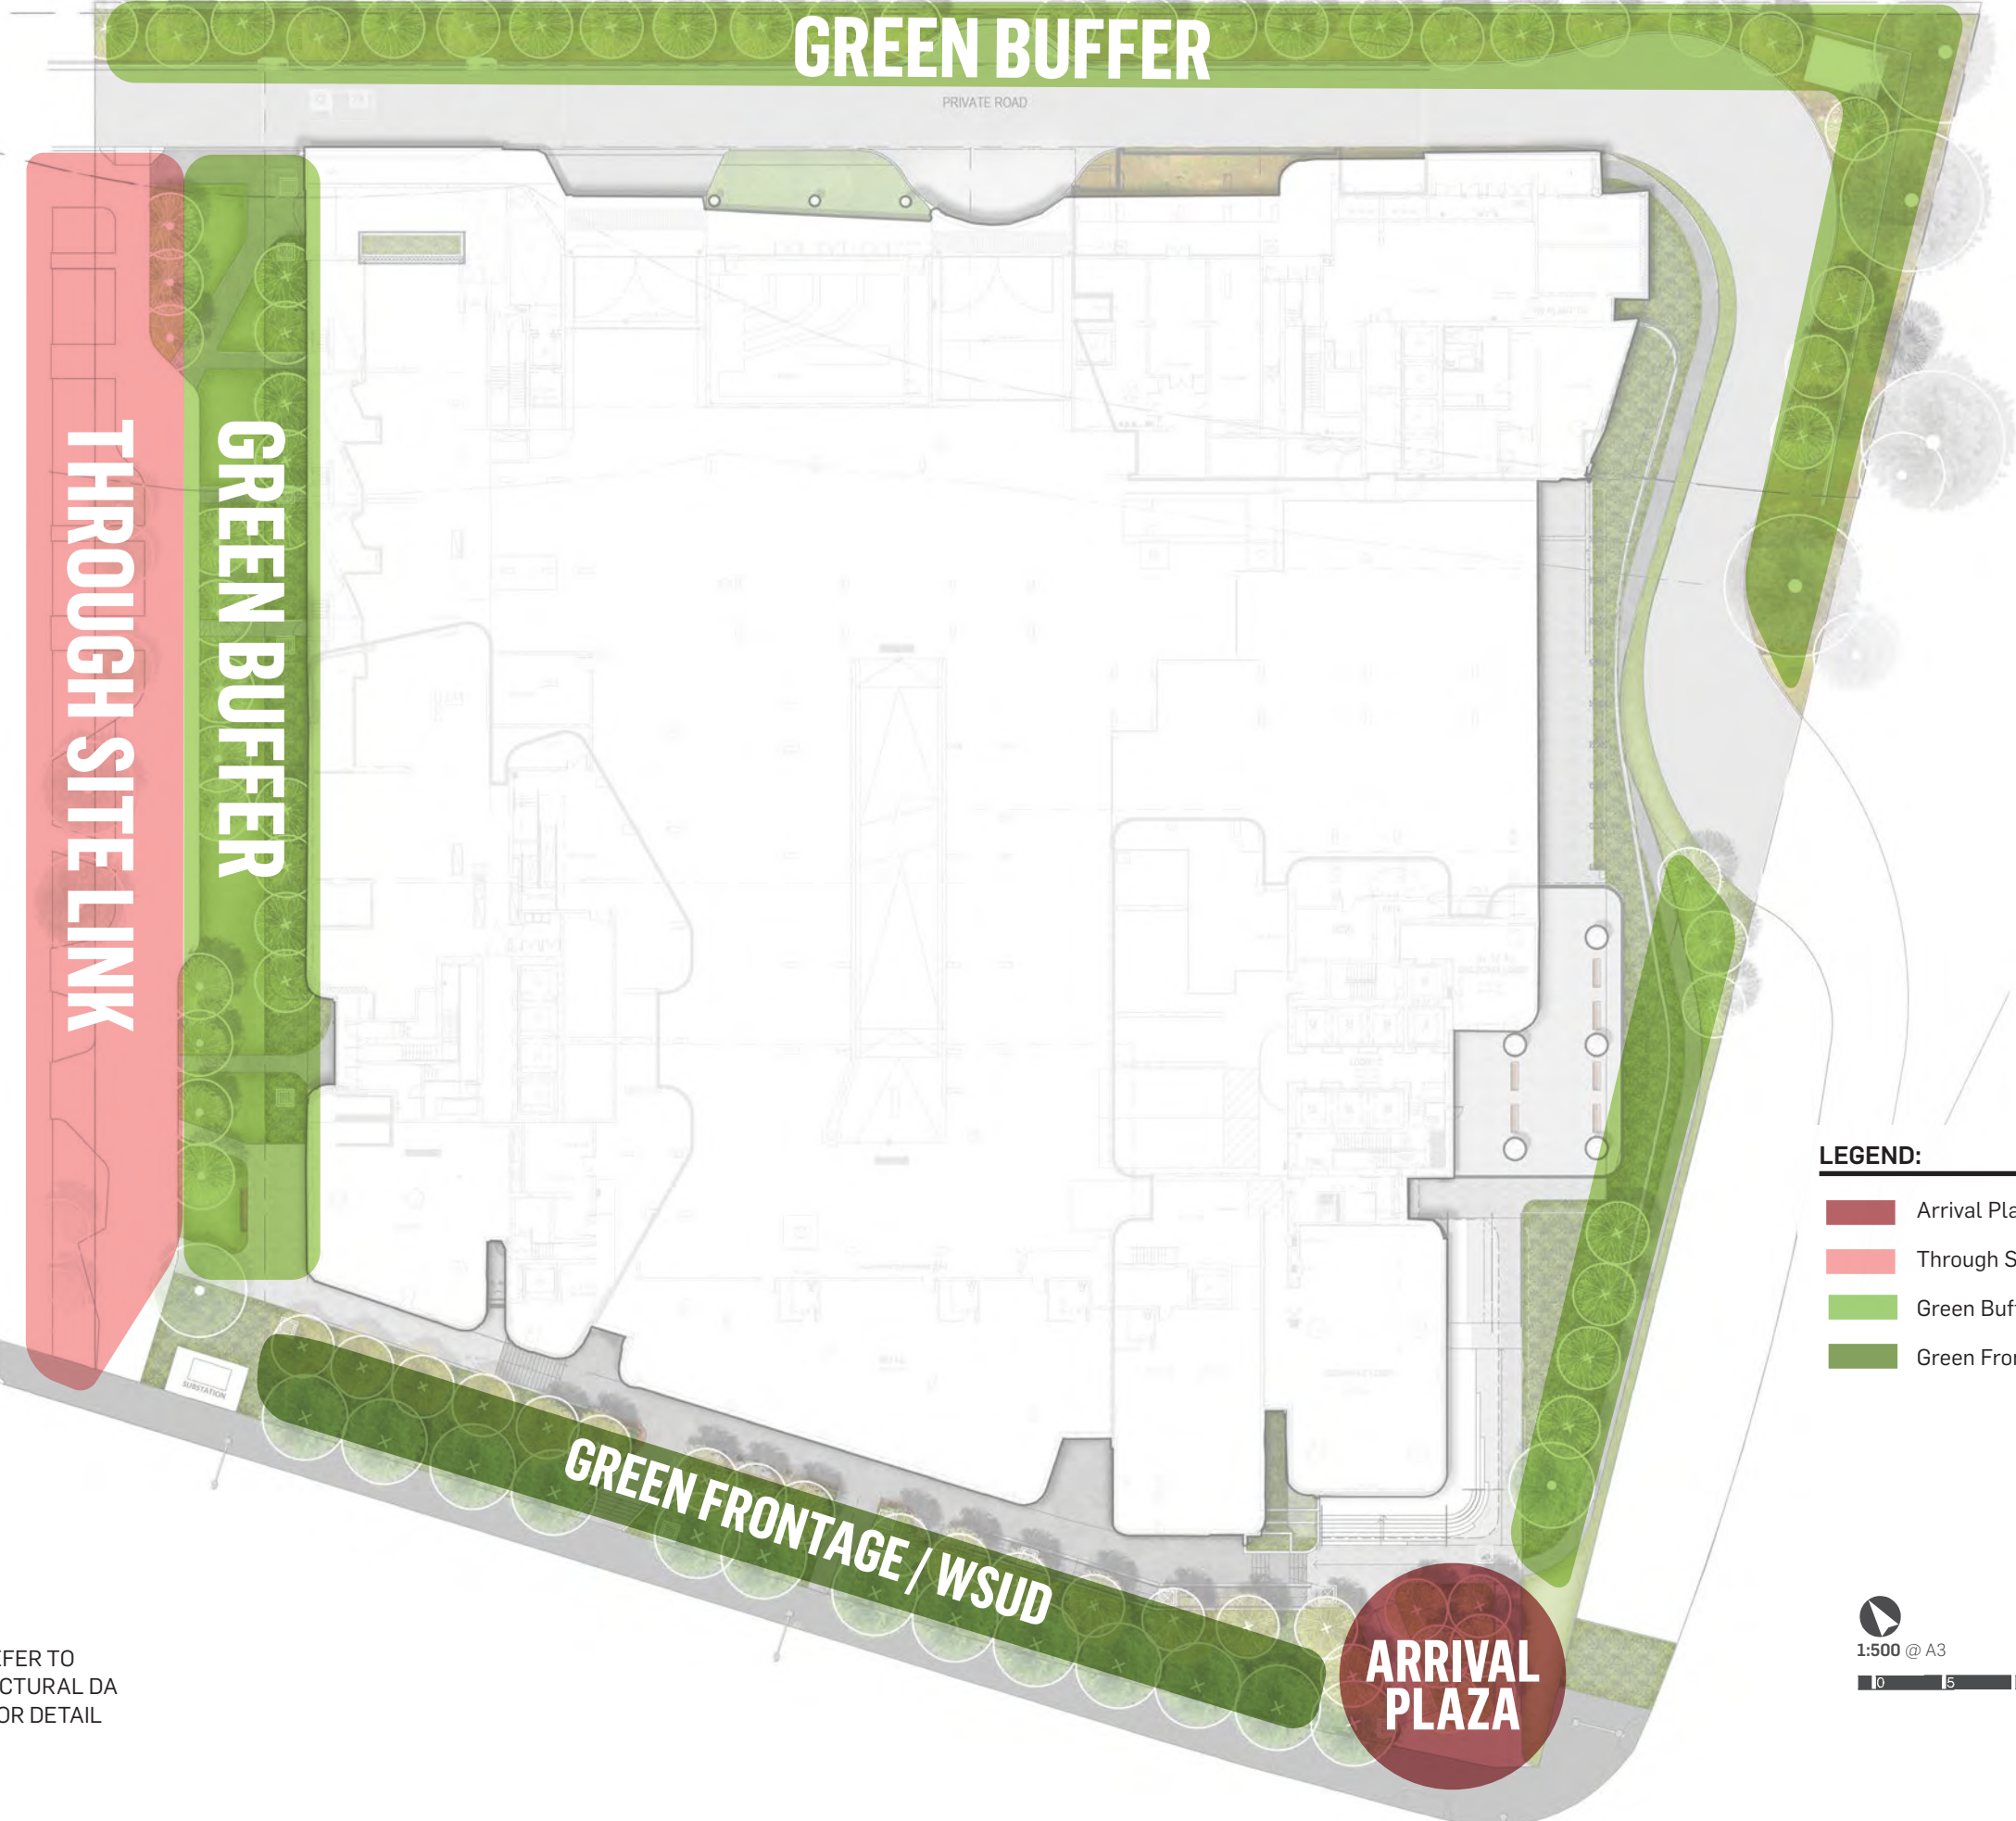 GREEN BUFFER
PRIVATE ROAD
THROUGH SITE LINK
GREEN BUFFER
SUBSTATION
GREEN FRONTAGE / WSUD
ARRIVAL
PLAZA
LEGEND:
Arrival Pla
Through S
Green Buf
Green Fron
1:500 @ A3
0 5
FER TO
CTURAL DA
OR DETAIL